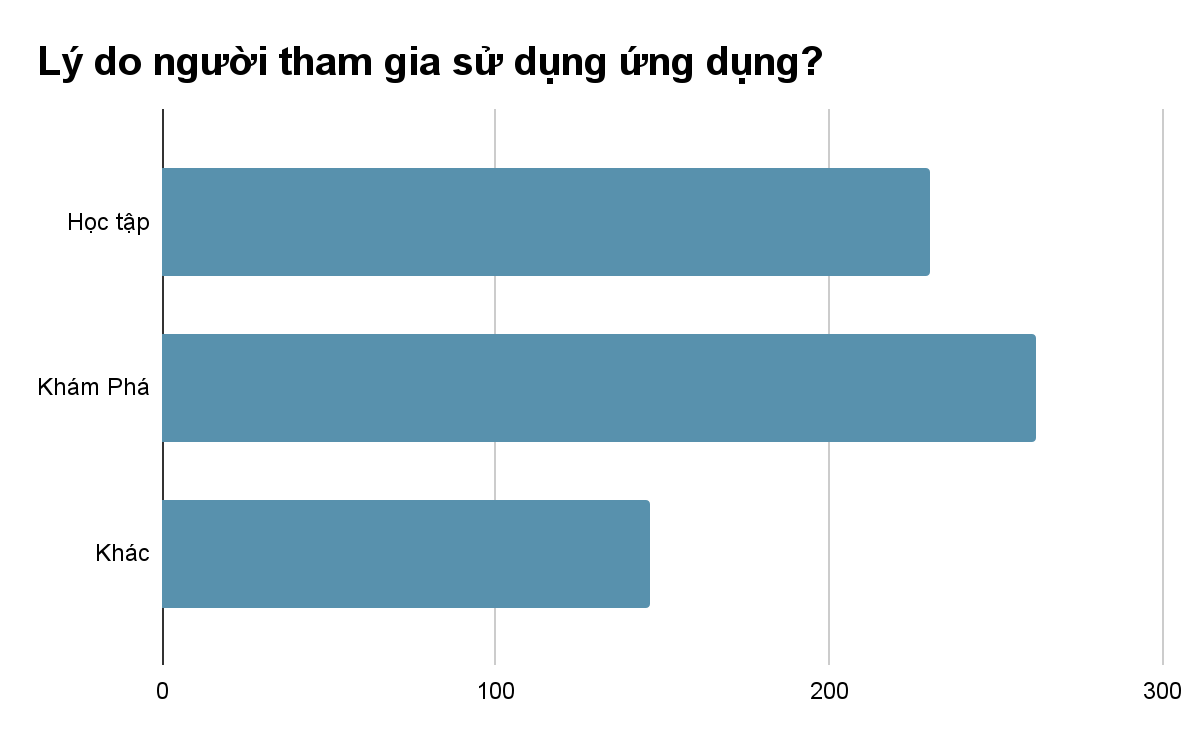 Lý do người tham gia sử dụng ứng dụng?
Học tập
Khám Phá
Khác
0 100 200 300